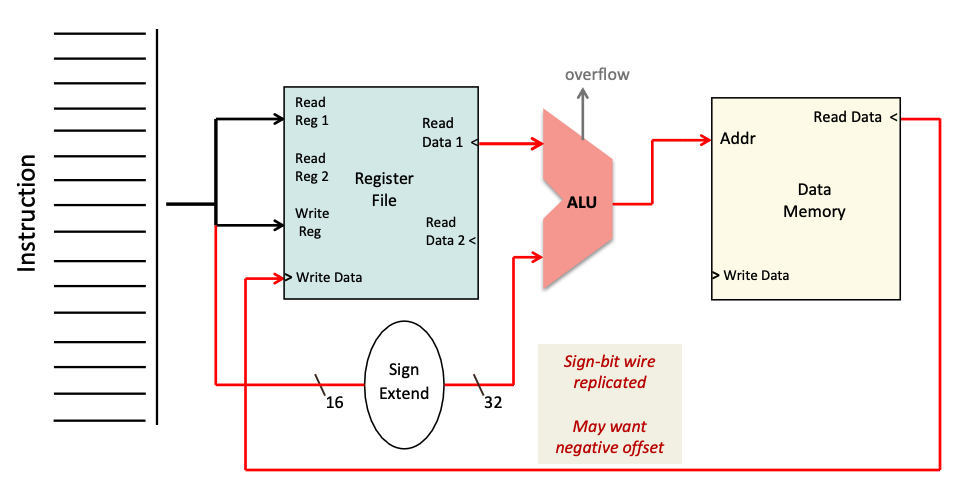 Instruction
Read
Reg 1
Read
Reg 2
Write
Reg
> Write Data
Register
File
Read
Data 1 <
Read
Data 2 <
Sign
Extend
16
32
overflow
ALU
Sign-bit wire
replicated
May want
negative offset
Read Data <
Addr
Data
Memory
> Write Data